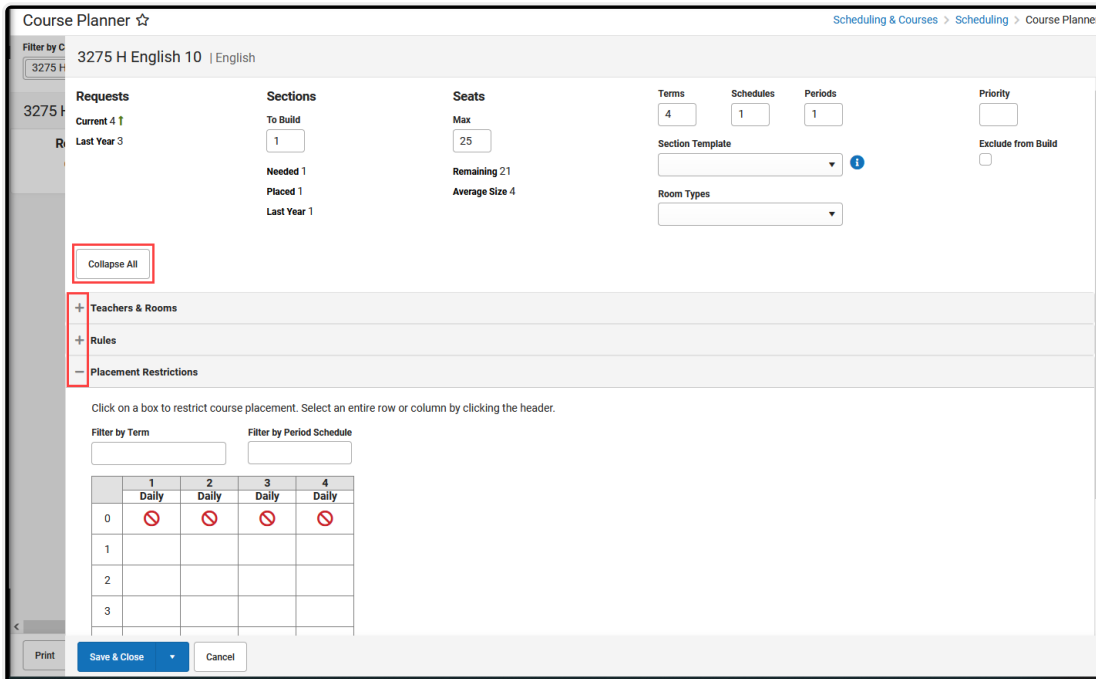 Course Planner
Scheduling & Courses > Scheduling > Course Planner
Filter by C
3275 H
3275 H English 10 | English
3275 H
Requests
Current 4
Last Year 3
Sections
To Build
1
Needed 1
Placed 1
Last Year 1
Seats
Max
25
Remaining 21
Average Size 4
Terms Schedules Periods
4 1 1
Section Template
Room Types
Priority
Exclude from Build
Collapse All
+ Teachers & Rooms
+ Rules
− Placement Restrictions
Click on a box to restrict course placement. Select an entire row or column by clicking the header.
Filter by Term Filter by Period Schedule
1 2 3 4
Daily Daily Daily Daily
0
1
2
3
Print Save & Close Cancel